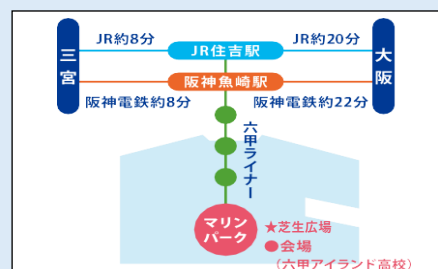 JR約8分
JR住吉駅
JR約20分
三宮
大阪
阪神魚崎駅
阪神電鉄約8分
阪神電鉄約22分
六甲ライナー
マリン
パーク
★芝生広場
●会場
(六甲アイランド高校)